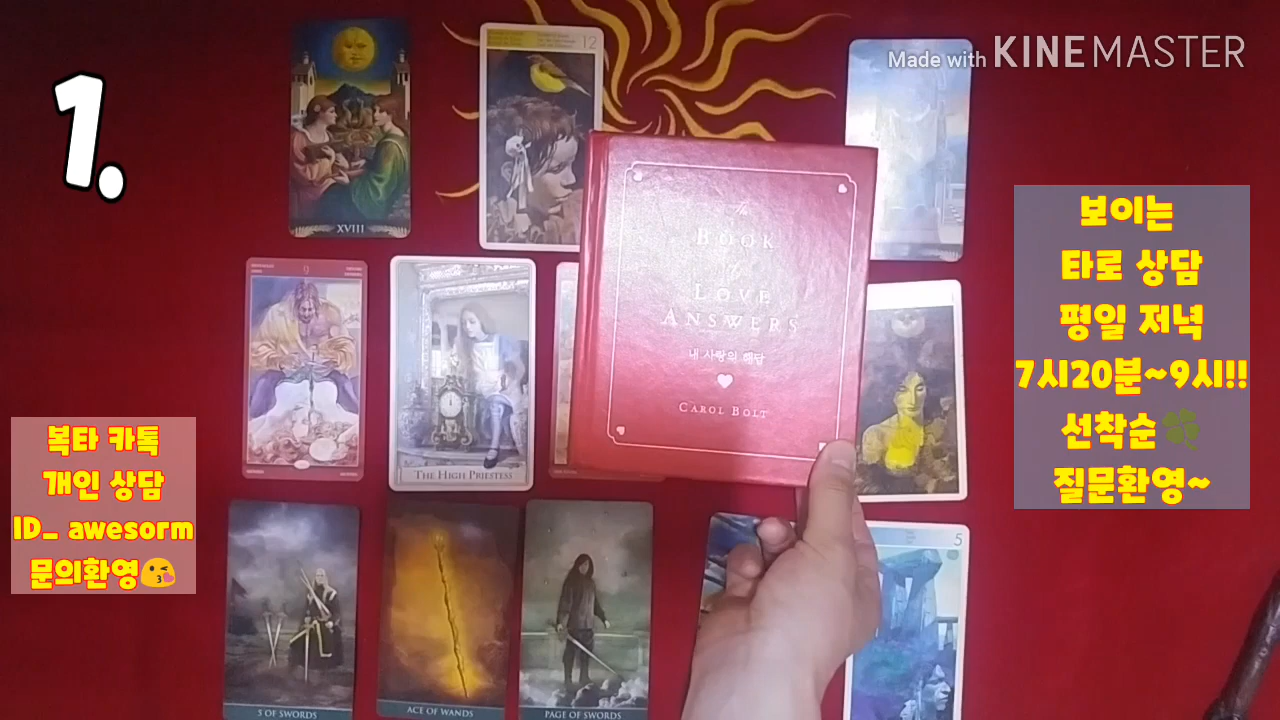 1.
Made with KINEMASTER
XVIII
12
BOOK
LOVE
ANSWERS
내 사랑의 해답
CAROL BOLT
9
THE HIGH PRIESTESS
5 OF SWORDS
ACE OF WANDS
PAGE OF SWORDS
5
보이는
타로 상담
평일 저녁
7시20분~9시!!
선착순🍀
질문환영~
복타 카톡
개인 상담
ID_ awesorm
문의환영😘